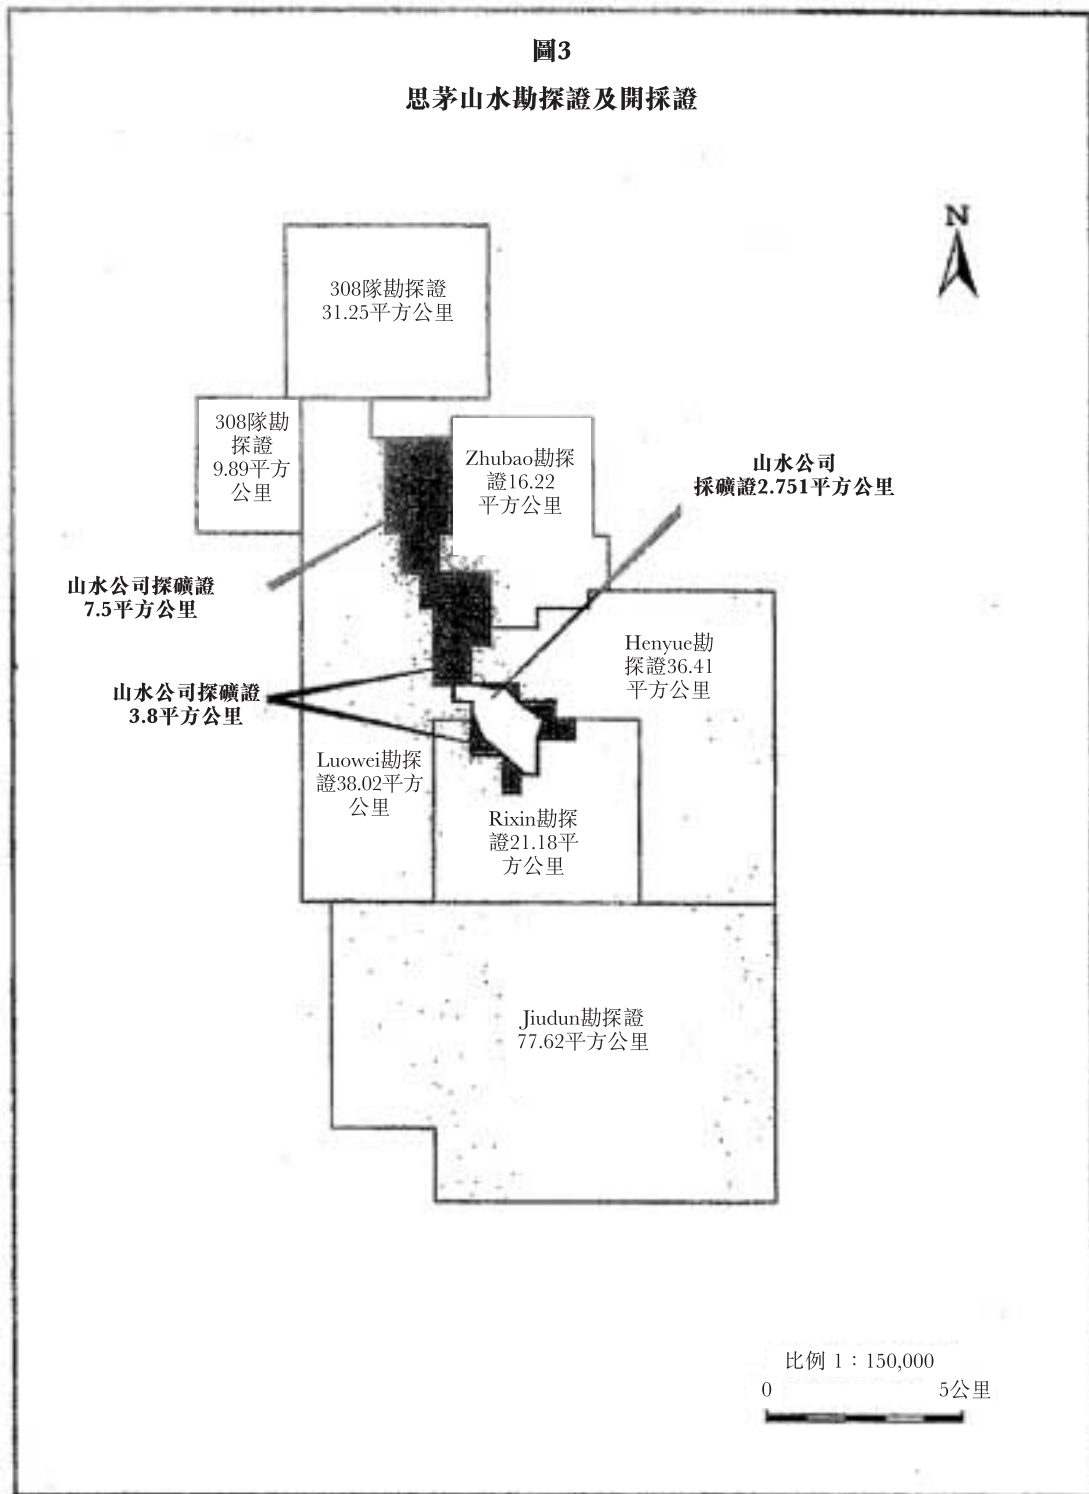 圖3
思茅山水勘探證及開採證
N
308隊勘探證
31.25平方公里
308隊勘
探證
9.89平方
公里
Zhubao勘探
證16.22
平方公里
山水公司
採礦證2.751平方公里
山水公司探礦證
7.5平方公里
Henyue勘
探證36.41
平方公里
山水公司探礦證
3.8平方公里
Luowei勘探
證38.02平方
公里
Rixin勘探
證21.18平
方公里
Jiudun勘探證
77.62平方公里
比例 1：150,000
0 5公里